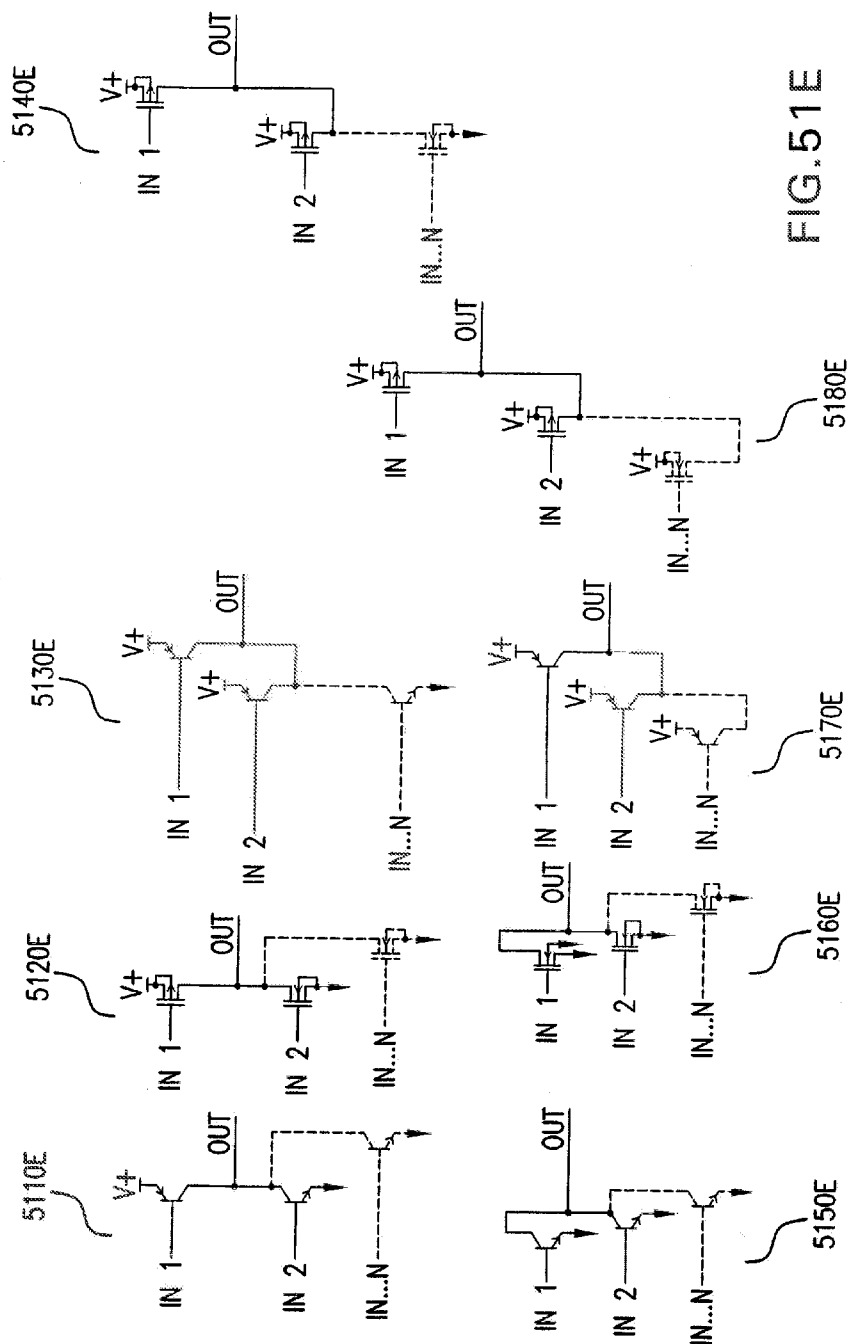 5110E
V+
IN 1
OUT
IN 2
IN...N
5120E
V+
IN 1
OUT
IN 2
IN...N
5130E
V+
IN 1
OUT
V+
IN 2
IN...N
5140E
V+
IN 1
OUT
V+
IN 2
IN...N
IN 1
OUT
IN 2
IN...N
5150E
IN 1
OUT
IN 2
IN...N
5160E
V+
IN 1
OUT
V+
IN 2
V+
IN...N
5170E
V+
IN 1
OUT
V+
IN 2
V+
IN...N
5180E
FIG.51E